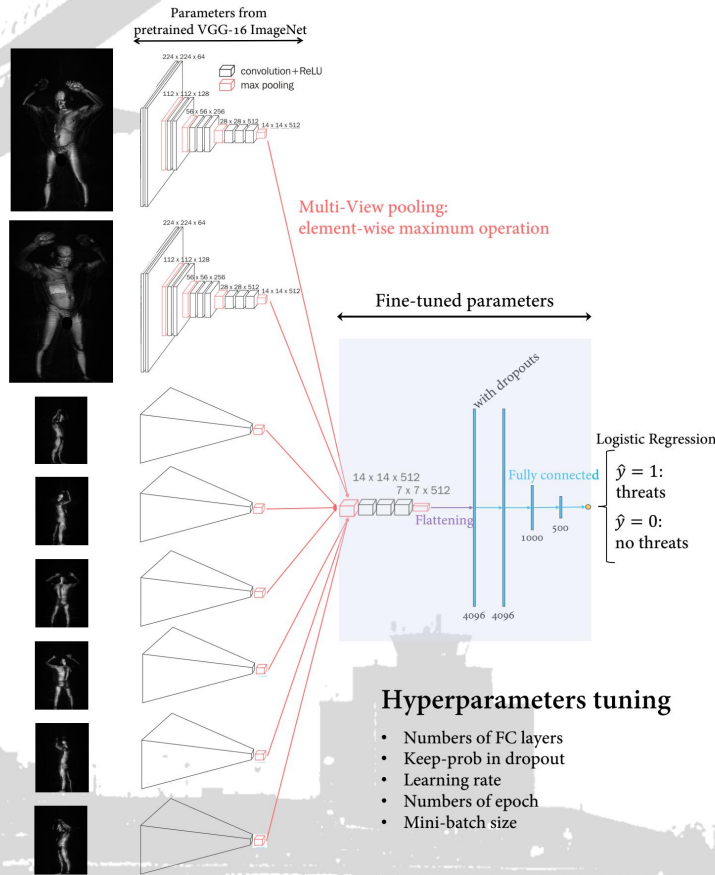 Parameters from
pretrained VGG-16 ImageNet
224 x 224 x 64
convolution+ReLU
max pooling
112 x 112 x 128
56 x 56 x 256
28 x 28 x 512
14 x 14 x 512
Multi-View pooling:
element-wise maximum operation
224 x 224 x 64
112 x 112 x 128
56 x 56 x 256
28 x 28 x 512
14 x 14 x 512
Fine-tuned parameters
with dropouts
Logistic Regression
14 x 14 x 512
7 x 7 x 512
Flattening
Fully connected
ŷ = 1:
threats
ŷ = 0:
no threats
1000
500
4096
4096
Hyperparameters tuning
• Numbers of FC layers
• Keep-prob in dropout
• Learning rate
• Numbers of epoch
• Mini-batch size